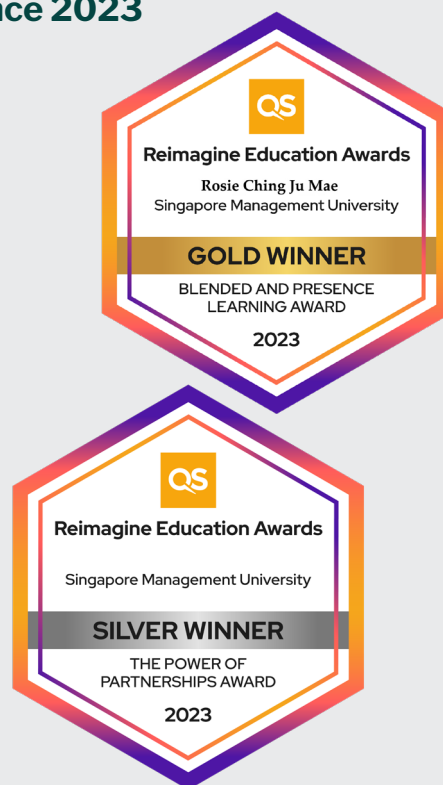 nce 2023
QS
Reimagine Education Awards
Rosie Ching Ju Mae
Singapore Management University
GOLD WINNER
BLENDED AND PRESENCE
LEARNING AWARD
2023
QS
Reimagine Education Awards
Singapore Management University
SILVER WINNER
THE POWER OF
PARTNERSHIPS AWARD
2023